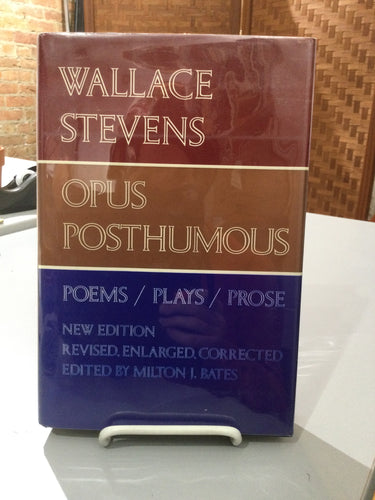 WALLACE
STEVENS
OPUS
POSTHUMOUS
POEMS / PLAYS / PROSE
NEW EDITION
REVISED, ENLARGED, CORRECTED
EDITED BY MILTON J. BATES